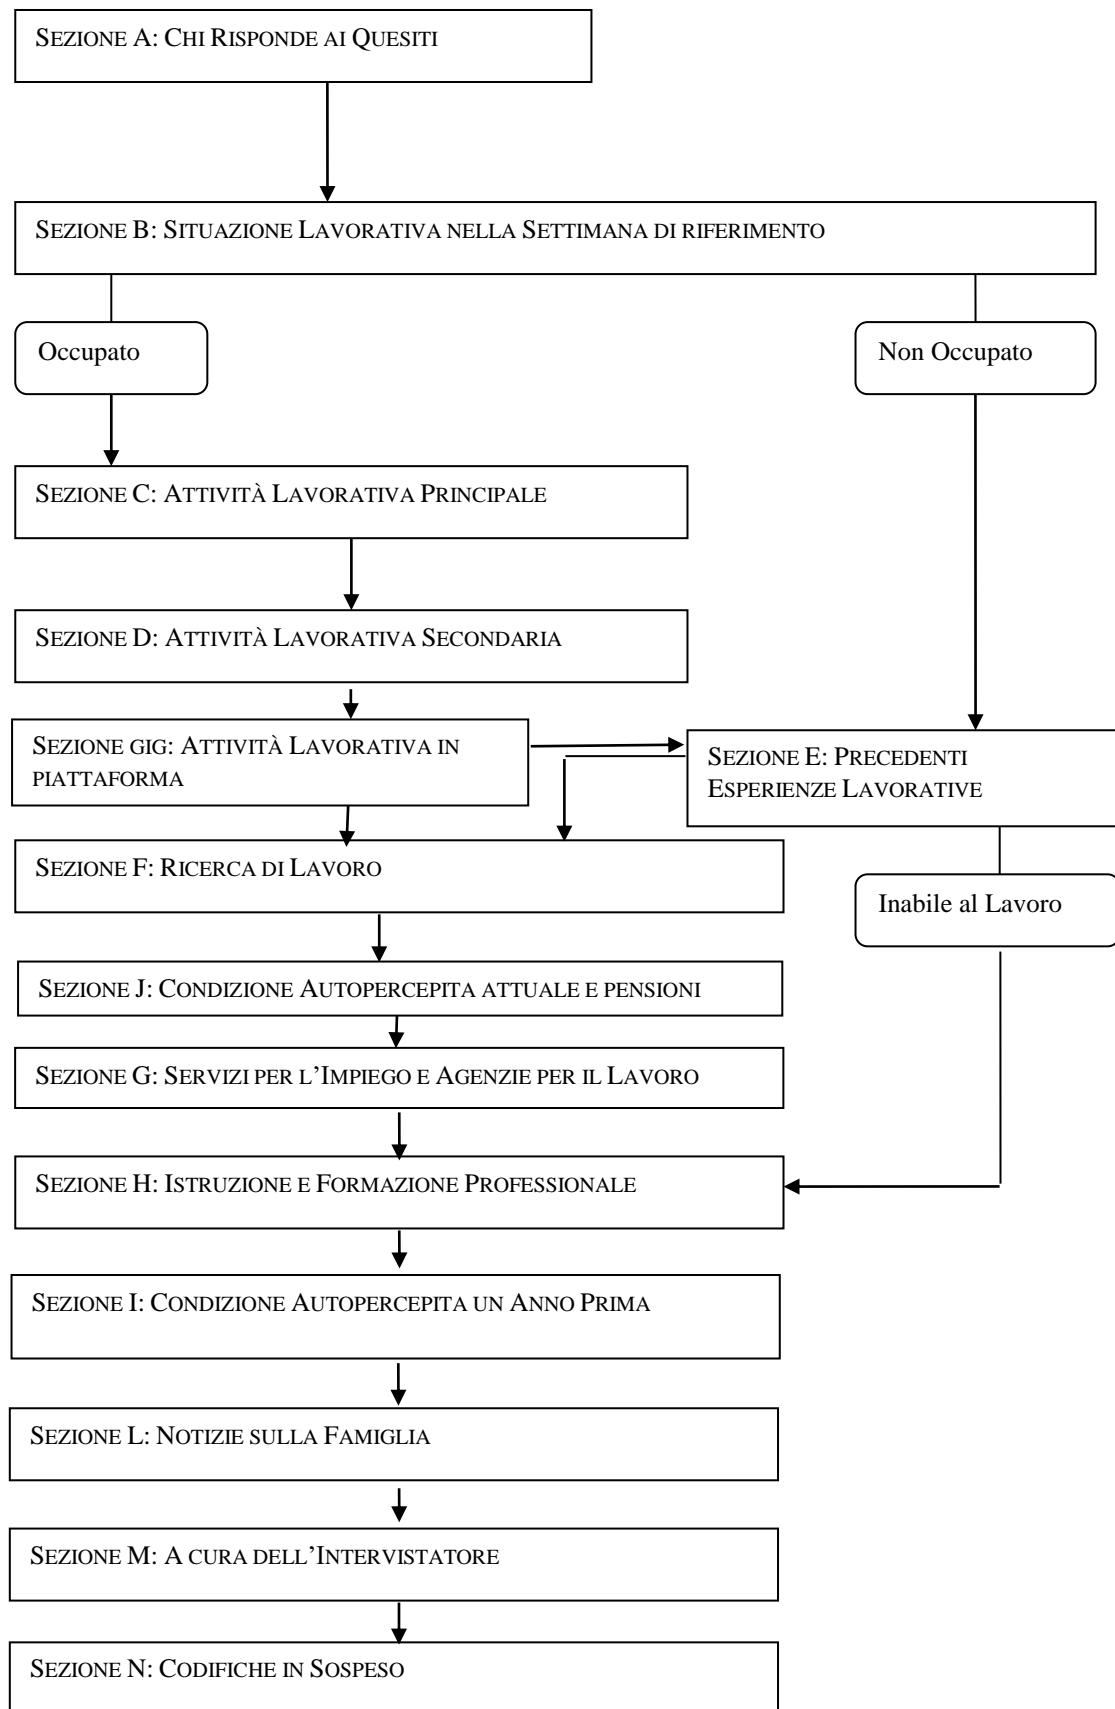 SEZIONE A: CHI RISPONDE AI QUESITI
SEZIONE B: SITUAZIONE LAVORATIVA NELLA SETTIMANA DI RIFERIMENTO
Occupato
Non Occupato
SEZIONE C: ATTIVITÀ LAVORATIVA PRINCIPALE
SEZIONE D: ATTIVITÀ LAVORATIVA SECONDARIA
SEZIONE GIG: ATTIVITÀ LAVORATIVA IN
PIATTAFORMA
SEZIONE E: PRECEDENTI
ESPERIENZE LAVORATIVE
SEZIONE F: RICERCA DI LAVORO
Inabile al Lavoro
SEZIONE J: CONDIZIONE AUTOPERCEPITA ATTUALE E PENSIONI
SEZIONE G: SERVIZI PER L'IMPIEGO E AGENZIE PER IL LAVORO
SEZIONE H: ISTRUZIONE E FORMAZIONE PROFESSIONALE
SEZIONE I: CONDIZIONE AUTOPERCEPITA UN ANNO PRIMA
SEZIONE L: NOTIZIE SULLA FAMIGLIA
SEZIONE M: A CURA DELL'INTERVISTATORE
SEZIONE N: CODIFICHE IN SOSPESO